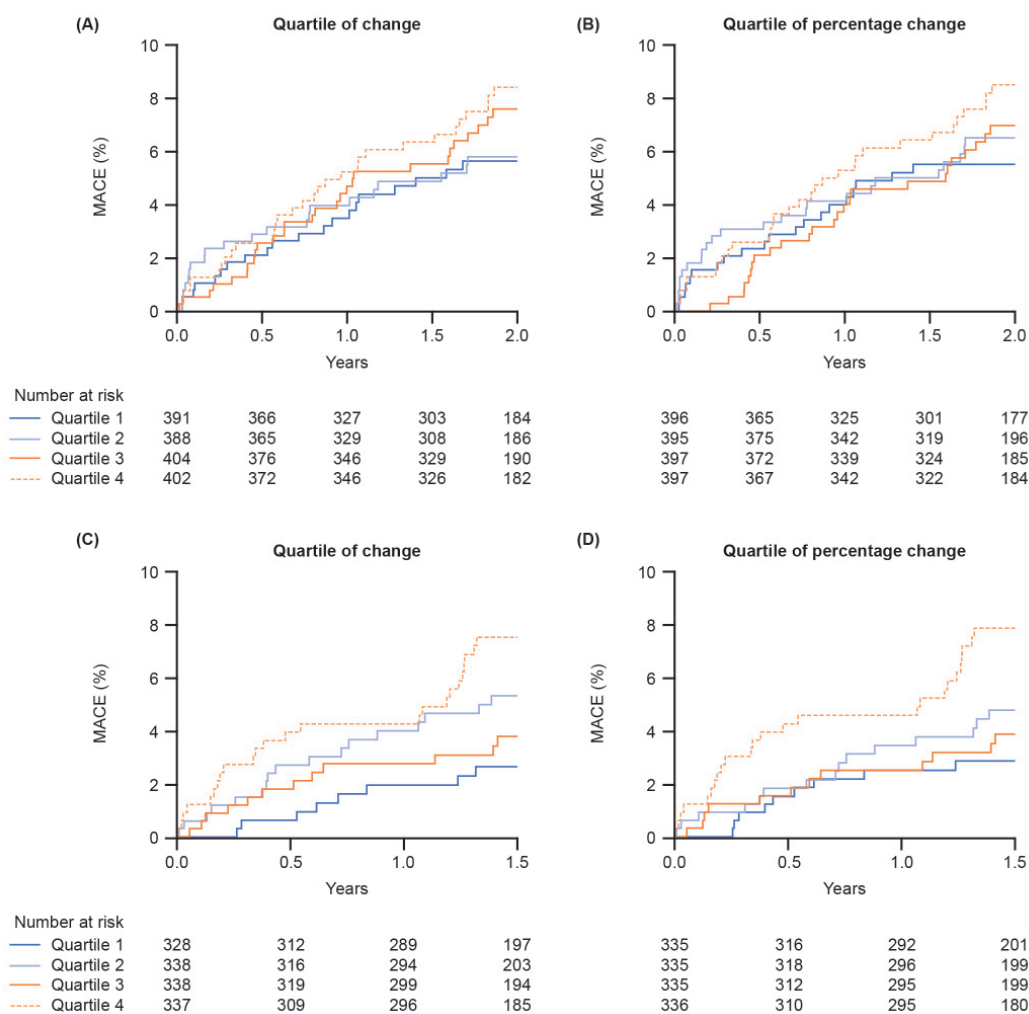 (A) Quartile of change
10
8
6
4
2
0
MACE (%)
0.0 0.5 1.0 1.5 2.0
Years
(B) Quartile of percentage change
10
8
6
4
2
0
MACE (%)
0.0 0.5 1.0 1.5 2.0
Years
Number at risk
Quartile 1 391 366 327 303 184 396 365 325 301 177
Quartile 2 388 365 329 308 186 395 375 342 319 196
Quartile 3 404 376 346 329 190 397 372 339 324 185
Quartile 4 402 372 346 326 182 397 367 342 322 184
(C) Quartile of change
10
8
6
4
2
0
MACE (%)
0.0 0.5 1.0 1.5
Years
(D) Quartile of percentage change
10
8
6
4
2
0
MACE (%)
0.0 0.5 1.0 1.5
Years
Number at risk
Quartile 1 328 312 289 197 335 316 292 201
Quartile 2 338 316 294 203 335 318 296 199
Quartile 3 338 319 299 194 335 312 295 199
Quartile 4 337 309 296 185 336 310 295 180